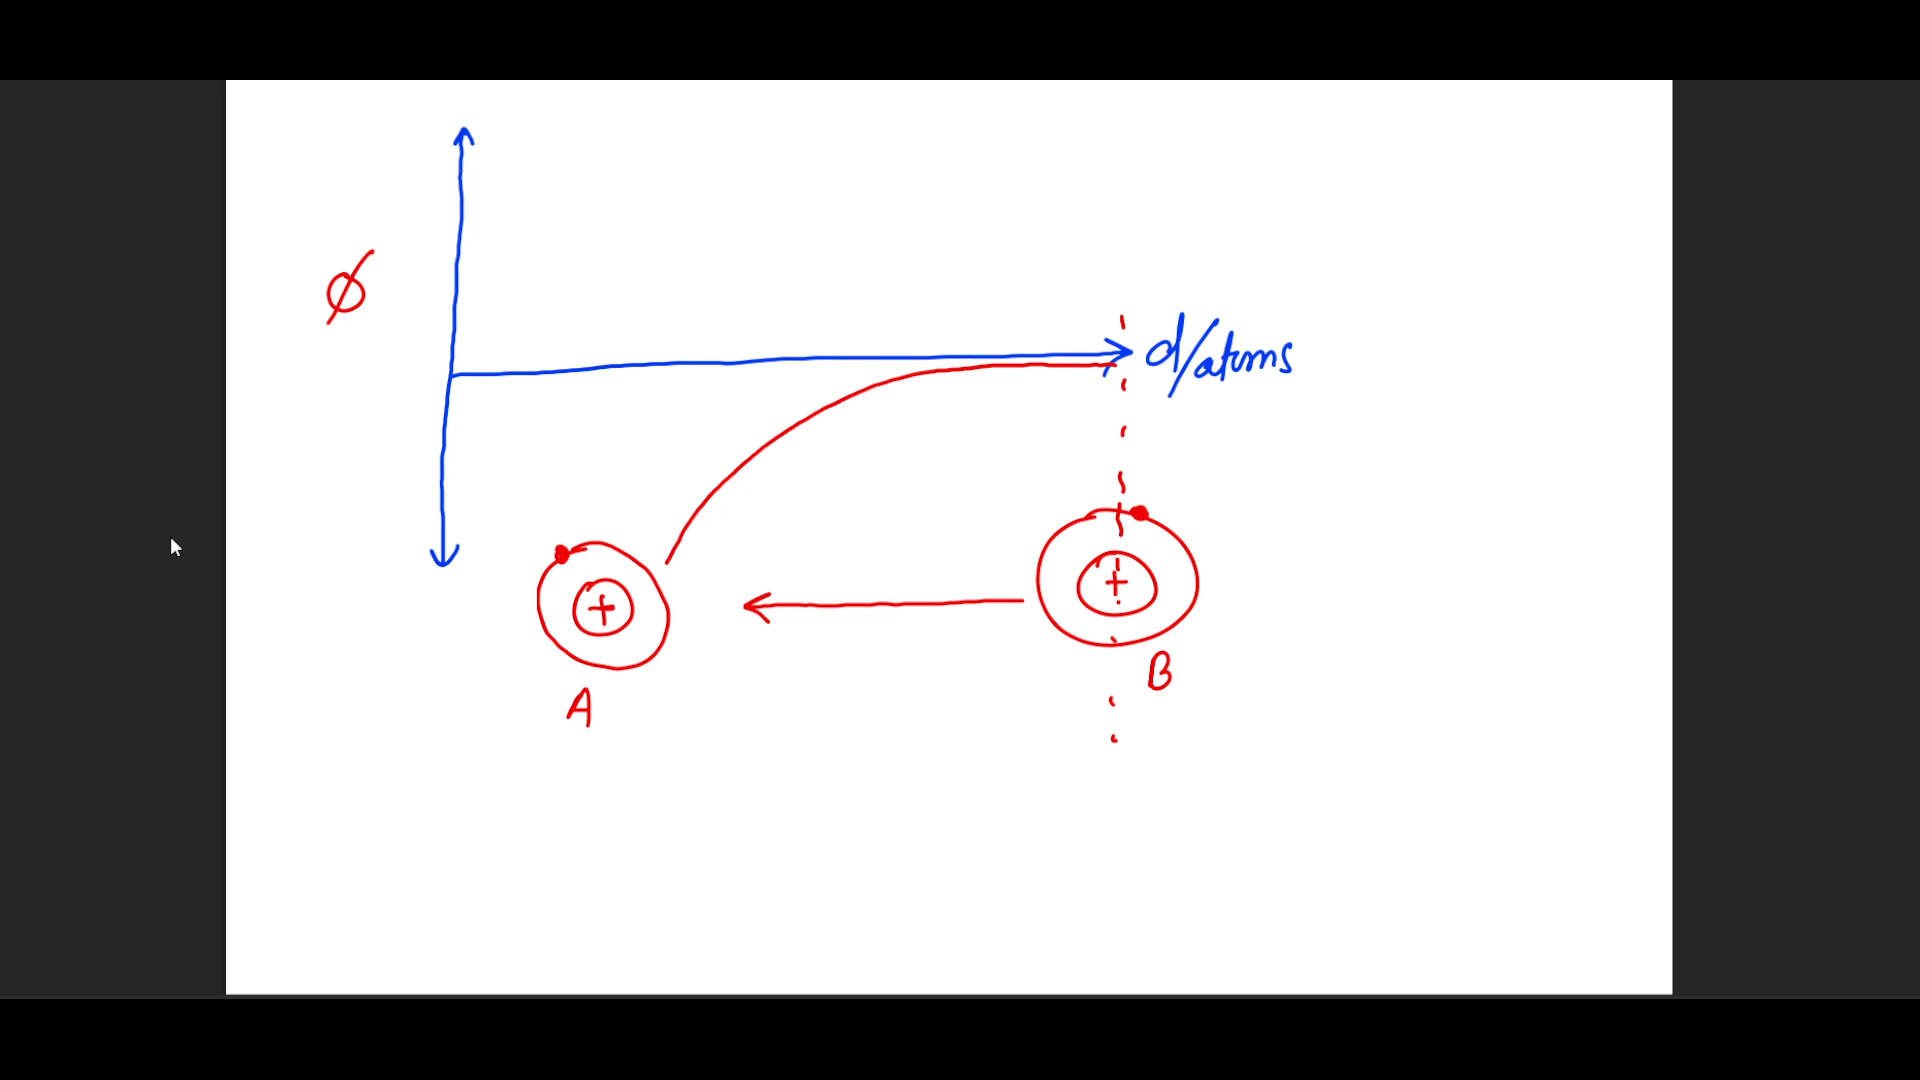 ϕ
d/atoms
+
+
A
B